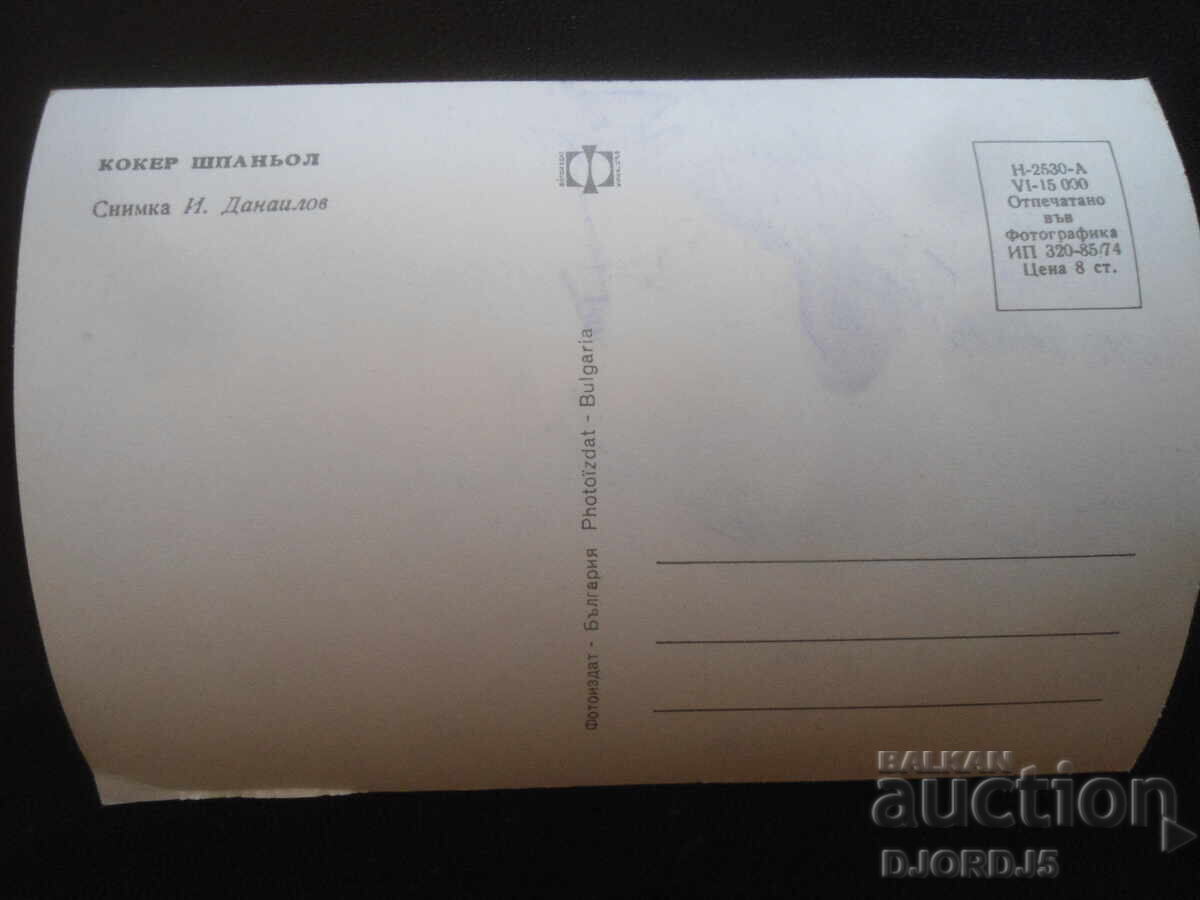 КОКЕР ШПАНЬОЛ
Снимка И. Данаилов
Н-2530-А
VI-15 000
Отпечатано
във
Фотографика
ИП 320-85/74
Цена 8 ст.
Фотоиздат - България Photoïzdat - Bulgaria
BALKAN
auction
DJORDJ5